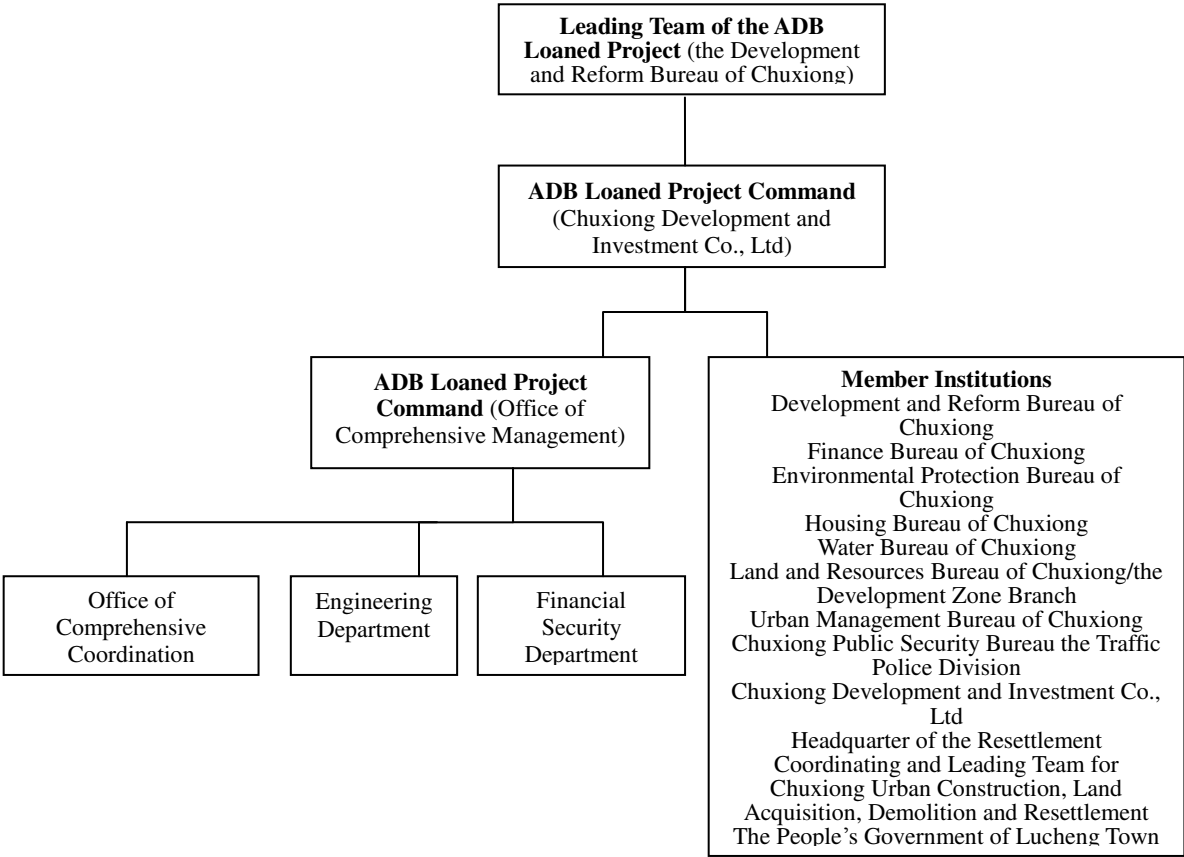 Leading Team of the ADB
Loaned Project (the Development
and Reform Bureau of Chuxiong)
ADB Loaned Project Command
(Chuxiong Development and
Investment Co., Ltd)
ADB Loaned Project
Command (Office of
Comprehensive Management)
Office of
Comprehensive
Coordination
Engineering
Department
Financial
Security
Department
Member Institutions
Development and Reform Bureau of
Chuxiong
Finance Bureau of Chuxiong
Environmental Protection Bureau of
Chuxiong
Housing Bureau of Chuxiong
Water Bureau of Chuxiong
Land and Resources Bureau of Chuxiong/the
Development Zone Branch
Urban Management Bureau of Chuxiong
Chuxiong Public Security Bureau the Traffic
Police Division
Chuxiong Development and Investment Co.,
Ltd
Headquarter of the Resettlement
Coordinating and Leading Team for
Chuxiong Urban Construction, Land
Acquisition, Demolition and Resettlement
The People's Government of Lucheng Town